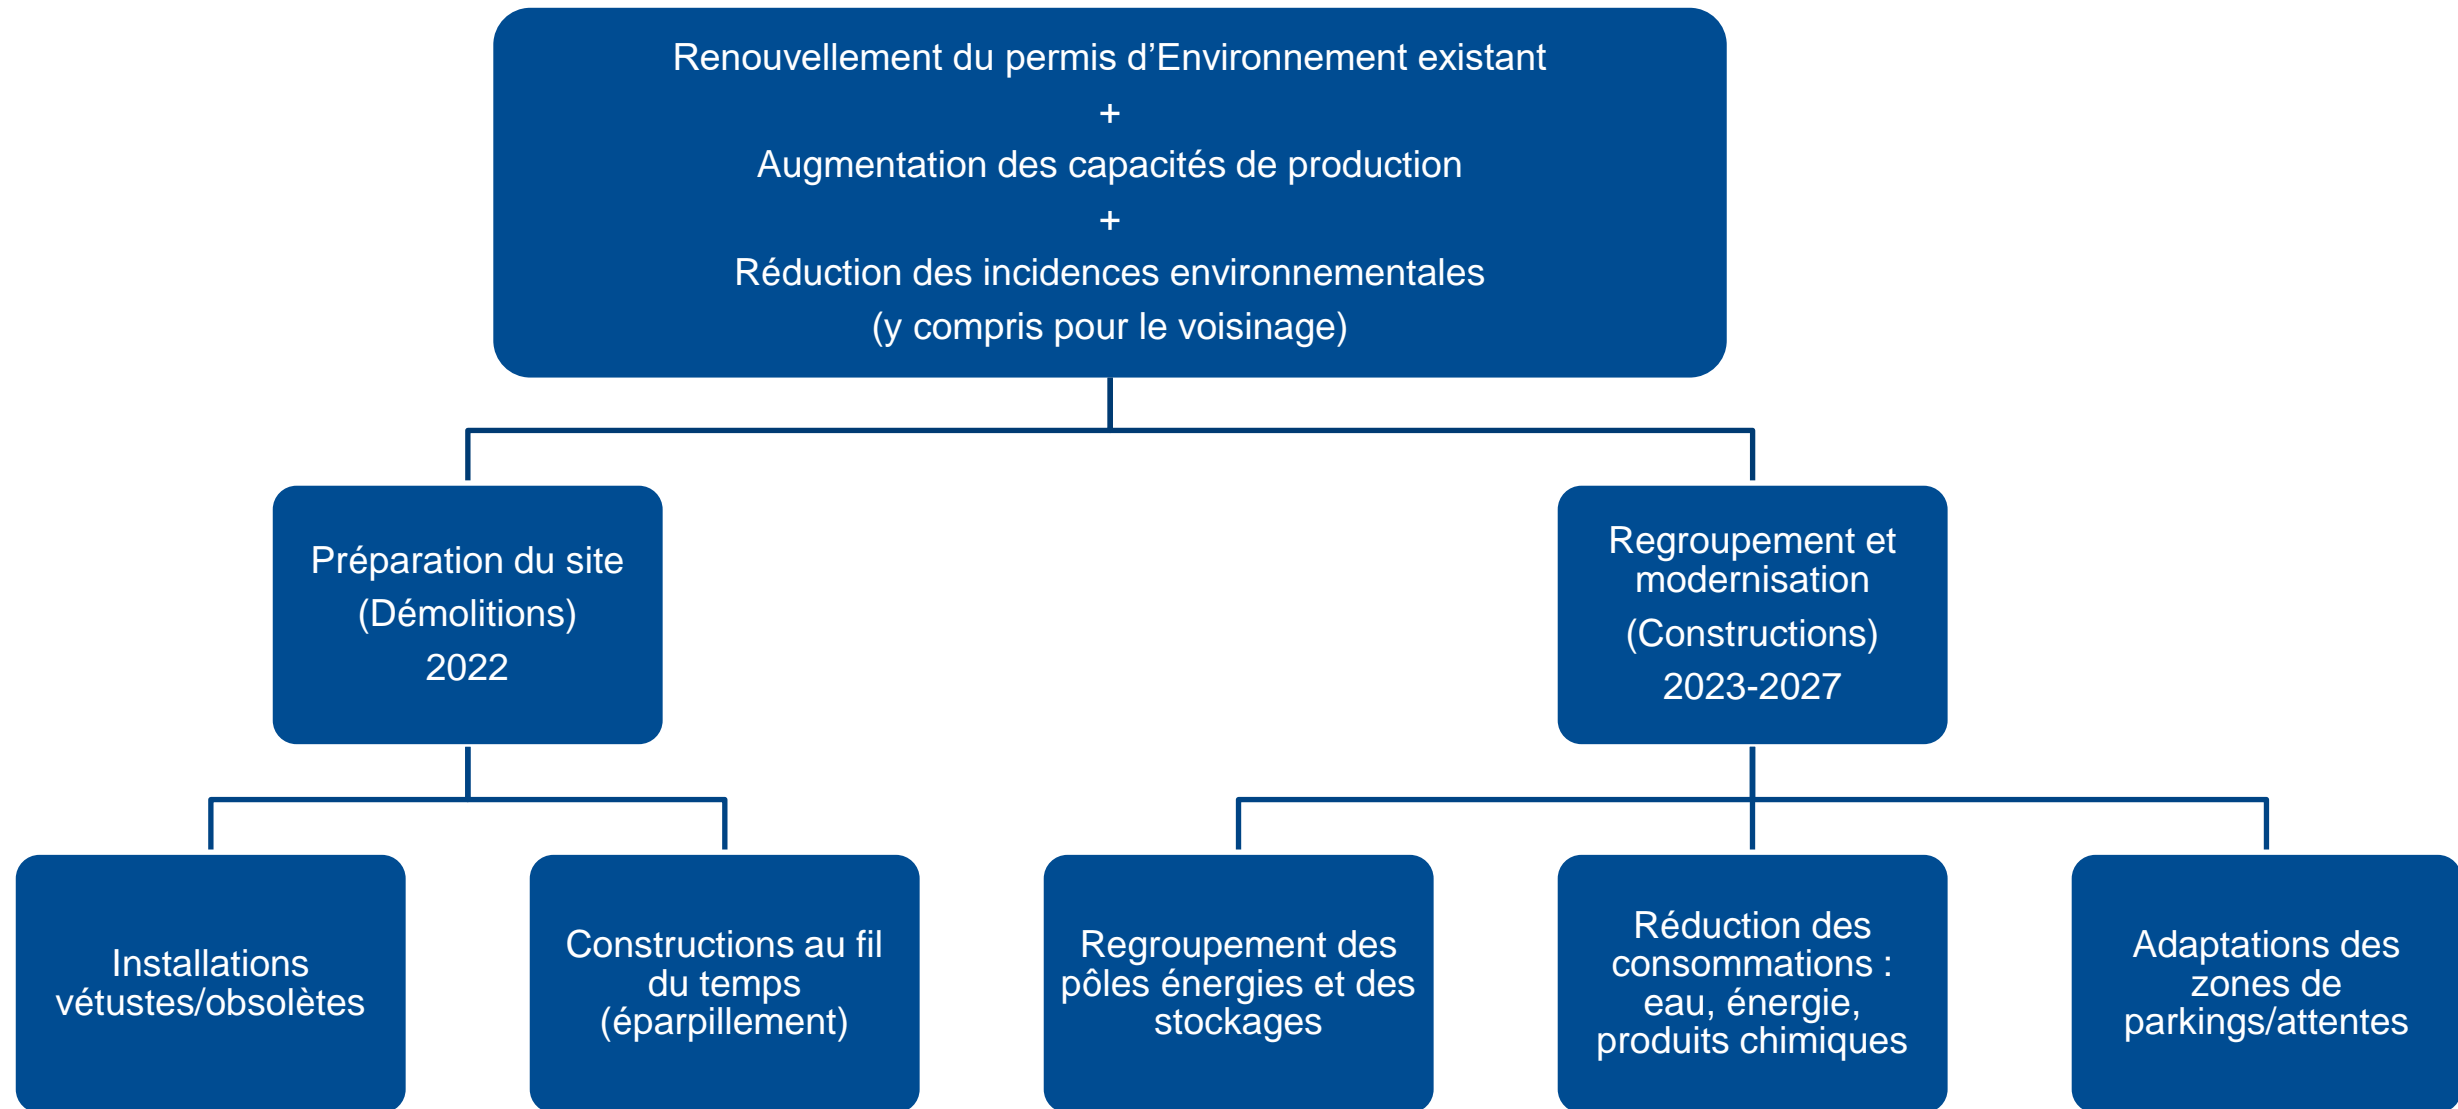 Renouvellement du permis d’Environnement existant
+
Augmentation des capacités de production
+
Réduction des incidences environnementales
(y compris pour le voisinage)
Préparation du site
(Démolitions)
2022
Regroupement et
modernisation
(Constructions)
2023-2027
Installations
vétustes/obsolètes
Constructions au fil
du temps
(éparpillement)
Regroupement des
pôles énergies et des
stockages
Réduction des
consommations :
eau, énergie,
produits chimiques
Adaptations des
zones de
parkings/attentes